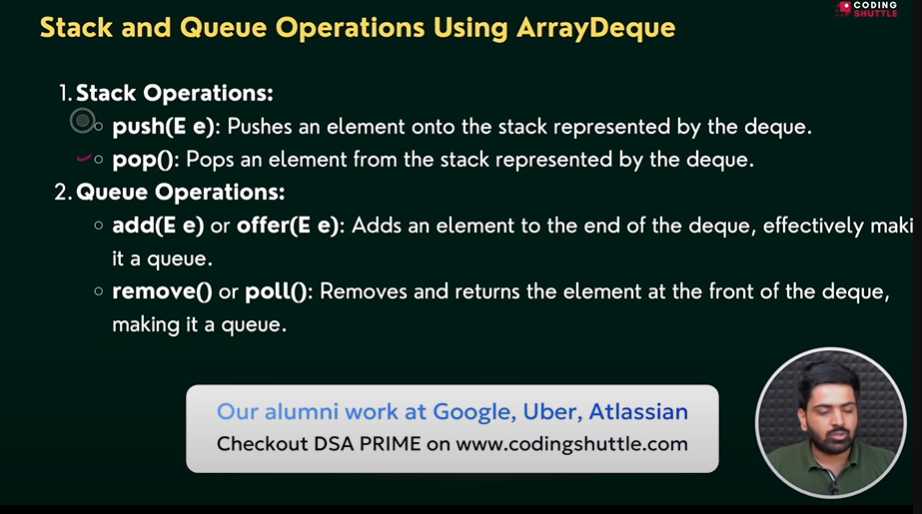 CODING
SHUTTLE
Stack and Queue Operations Using ArrayDeque
1. Stack Operations:
push(E e): Pushes an element onto the stack represented by the deque.
pop(): Pops an element from the stack represented by the deque.
2. Queue Operations:
add(E e) or offer(E e): Adds an element to the end of the deque, effectively maki
it a queue.
remove() or poll(): Removes and returns the element at the front of the deque,
making it a queue.
Our alumni work at Google, Uber, Atlassian
Checkout DSA PRIME on www.codingshuttle.com